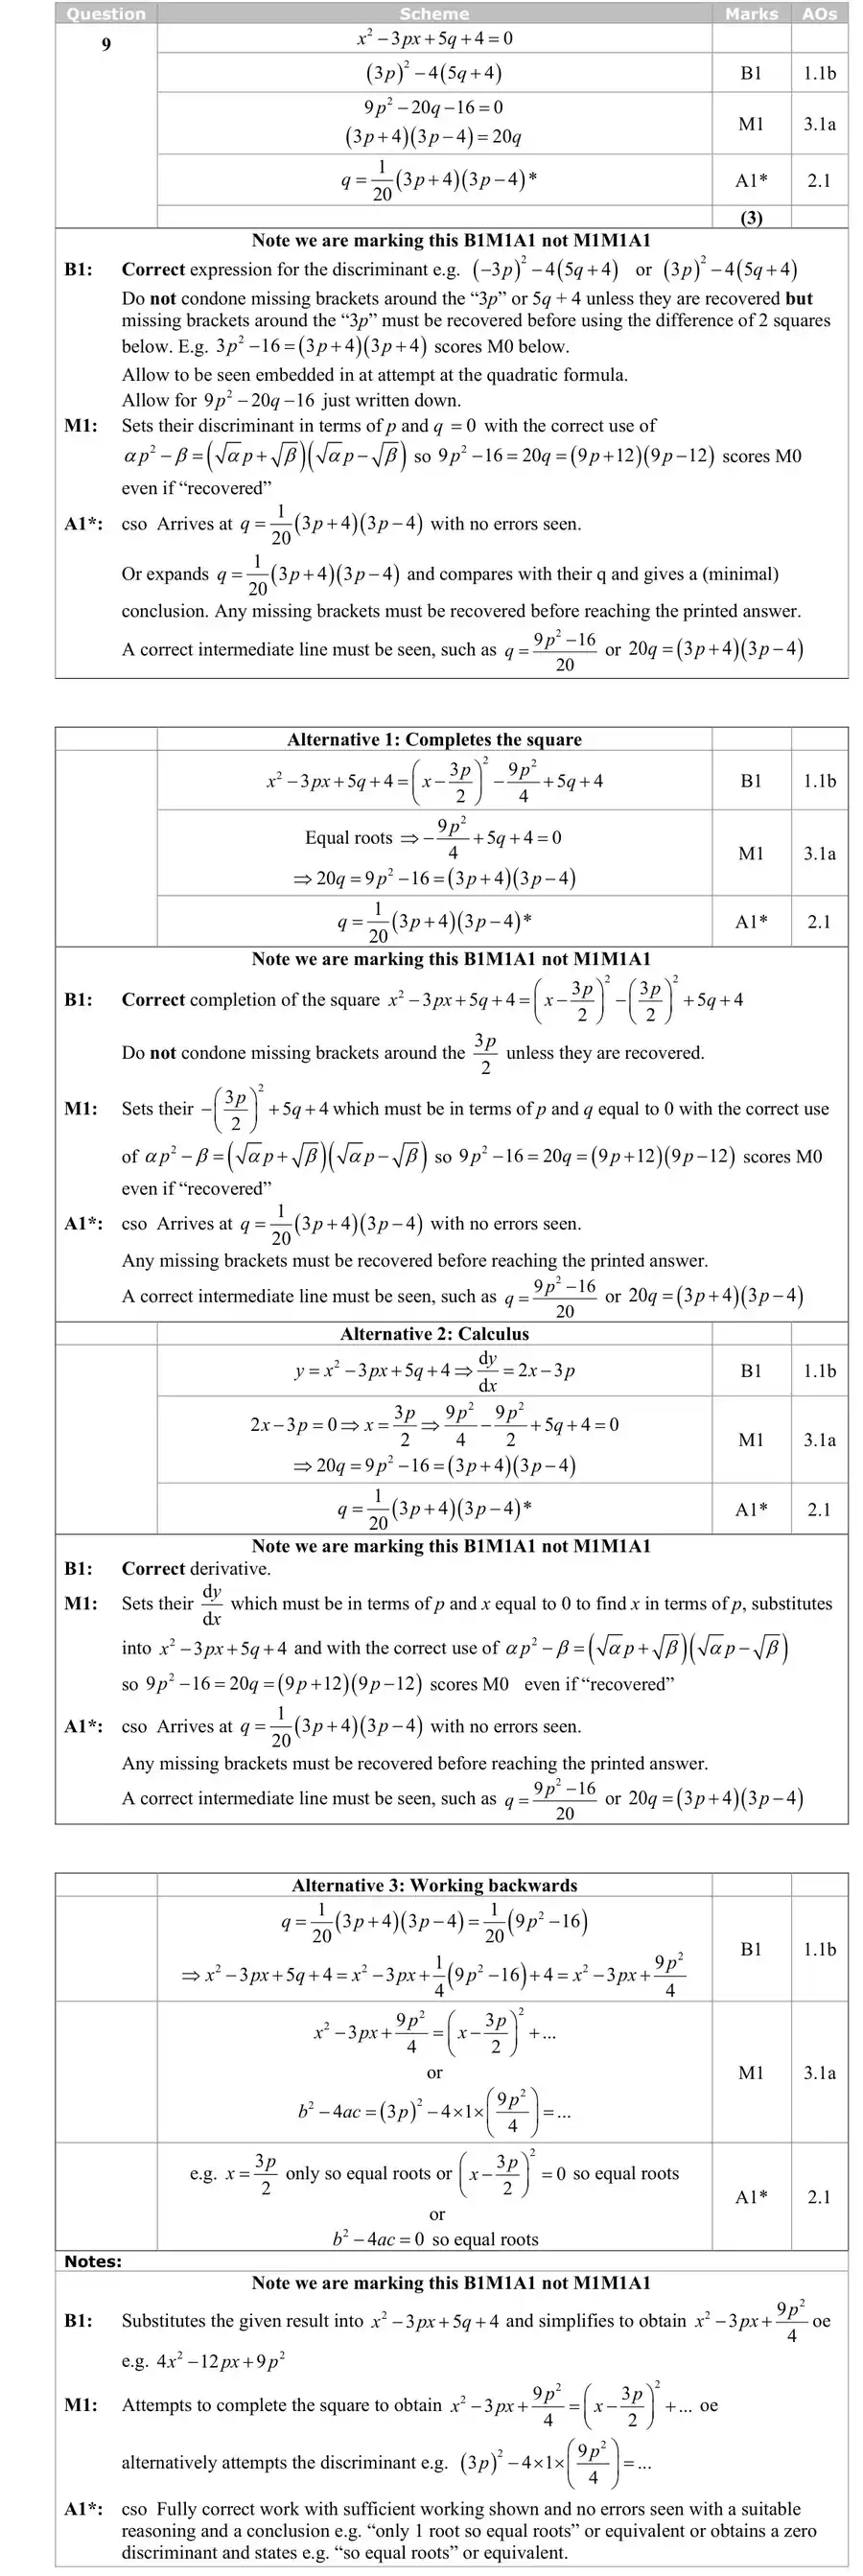 Question Scheme Marks AOs
9 x² − 3px + 5q + 4 = 0
(3p)² − 4(5q + 4) B1 1.1b
9p² − 20q − 16 = 0
(3p + 4)(3p − 4) = 20q M1 3.1a
q = 1/20 (3p + 4)(3p − 4) * A1* 2.1
(3)
Note we are marking this B1M1A1 not M1M1A1
B1: Correct expression for the discriminant e.g. (−3p)² − 4(5q + 4) or (3p)² − 4(5q + 4)
Do not condone missing brackets around the “3p” or 5q + 4 unless they are recovered but
missing brackets around the “3p” must be recovered before using the difference of 2 squares
below. E.g. 3p² − 16 = (3p + 4)(3p + 4) scores M0 below.
Allow to be seen embedded in at attempt at the quadratic formula.
Allow for 9p² − 20q − 16 just written down.
M1: Sets their discriminant in terms of p and q = 0 with the correct use of
αp² − β = (√α p + √β)(√α p − √β) so 9p² − 16 = 20q = (9p + 12)(9p − 12) scores M0
even if “recovered”
A1*: cso Arrives at q = 1/20 (3p + 4)(3p − 4) with no errors seen.
Or expands q = 1/20 (3p + 4)(3p − 4) and compares with their q and gives a (minimal)
conclusion. Any missing brackets must be recovered before reaching the printed answer.
A correct intermediate line must be seen, such as q = (9p² − 16)/20 or 20q = (3p + 4)(3p − 4)
Alternative 1: Completes the square
x² − 3px + 5q + 4 = (x − 3p/2)² − 9p²/4 + 5q + 4 B1 1.1b
Equal roots ⇒ − 9p²/4 + 5q + 4 = 0
⇒ 20q = 9p² − 16 = (3p + 4)(3p − 4) M1 3.1a
q = 1/20 (3p + 4)(3p − 4) * A1* 2.1
Note we are marking this B1M1A1 not M1M1A1
B1: Correct completion of the square x² − 3px + 5q + 4 = (x − 3p/2)² − (3p/2)² + 5q + 4
Do not condone missing brackets around the 3p/2 unless they are recovered.
M1: Sets their − (3p/2)² + 5q + 4 which must be in terms of p and q equal to 0 with the correct use
of αp² − β = (√α p + √β)(√α p − √β) so 9p² − 16 = 20q = (9p + 12)(9p − 12) scores M0
even if “recovered”
A1*: cso Arrives at q = 1/20 (3p + 4)(3p − 4) with no errors seen.
Any missing brackets must be recovered before reaching the printed answer.
A correct intermediate line must be seen, such as q = (9p² − 16)/20 or 20q = (3p + 4)(3p − 4)
Alternative 2: Calculus
y = x² − 3px + 5q + 4 ⇒ dy/dx = 2x − 3p B1 1.1b
2x − 3p = 0 ⇒ x = 3p/2 ⇒ 9p²/4 − 9p²/2 + 5q + 4 = 0
⇒ 20q = 9p² − 16 = (3p + 4)(3p − 4) M1 3.1a
q = 1/20 (3p + 4)(3p − 4) * A1* 2.1
Note we are marking this B1M1A1 not M1M1A1
B1: Correct derivative.
M1: Sets their dy/dx which must be in terms of p and x equal to 0 to find x in terms of p, substitutes
into x² − 3px + 5q + 4 and with the correct use of αp² − β = (√α p + √β)(√α p − √β)
so 9p² − 16 = 20q = (9p + 12)(9p − 12) scores M0 even if “recovered”
A1*: cso Arrives at q = 1/20 (3p + 4)(3p − 4) with no errors seen.
Any missing brackets must be recovered before reaching the printed answer.
A correct intermediate line must be seen, such as q = (9p² − 16)/20 or 20q = (3p + 4)(3p − 4)
Alternative 3: Working backwards
q = 1/20 (3p + 4)(3p − 4) = 1/20 (9p² − 16)
⇒ x² − 3px + 5q + 4 = x² − 3px + 1/4 (9p² − 16) + 4 = x² − 3px + 9p²/4 B1 1.1b
x² − 3px + 9p²/4 = (x − 3p/2)² + ...
or
b² − 4ac = (3p)² − 4×1×(9p²/4) = ... M1 3.1a
e.g. x = 3p/2 only so equal roots or (x − 3p/2)² = 0 so equal roots
or
b² − 4ac = 0 so equal roots A1* 2.1
Notes:
Note we are marking this B1M1A1 not M1M1A1
B1: Substitutes the given result into x² − 3px + 5q + 4 and simplifies to obtain x² − 3px + 9p²/4 oe
e.g. 4x² − 12px + 9p²
M1: Attempts to complete the square to obtain x² − 3px + 9p²/4 = (x − 3p/2)² + ... oe
alternatively attempts the discriminant e.g. (3p)² − 4×1×(9p²/4) = ...
A1*: cso Fully correct work with sufficient working shown and no errors seen with a suitable
reasoning and a conclusion e.g. “only 1 root so equal roots” or equivalent or obtains a zero
discriminant and states e.g. “so equal roots” or equivalent.